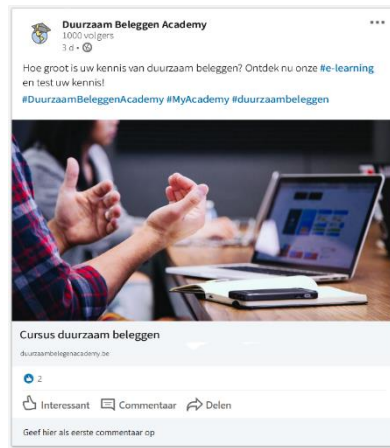 Duurzaam Beleggen Academy
1000 volgers
3 d •
Hoe groot is uw kennis van duurzaam beleggen? Ontdek nu onze #e-learning
en test uw kennis!
#DuurzaamBeleggenAcademy #MyAcademy #duurzaambeleggen
Cursus duurzaam beleggen
duurzaambelegenacademy.be
2
Interessant Commentaar Delen
Geef hier als eerste commentaar op